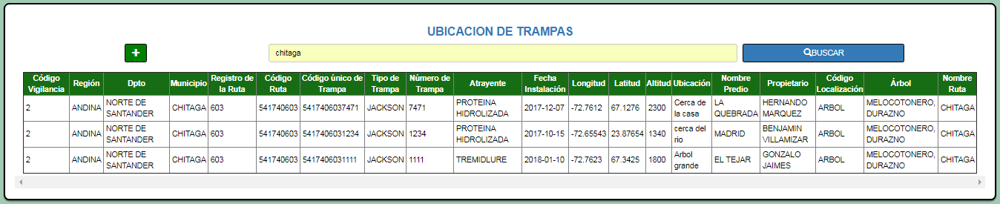 UBICACION DE TRAMPAS
+ chitaga BUSCAR
Código Vigilancia Región Dpto Municipio Registro de la Ruta Código Ruta Código único de Trampa Tipo de Trampa Número de Trampa Atrayente Fecha Instalación Longitud Latitud Altitud Ubicación Nombre Predio Propietario Código Localización Árbol Nombre Ruta
2 ANDINA NORTE DE SANTANDER CHITAGA 603 541740603 5417406037471 JACKSON 7471 PROTEINA HIDROLIZADA 2017-12-07 -72.7612 67.1276 2300 Cerca de la casa LA QUEBRADA HERNANDO MARQUEZ ARBOL MELOCOTONERO, DURAZNO CHITAGA
2 ANDINA NORTE DE SANTANDER CHITAGA 603 541740603 5417406031234 JACKSON 1234 PROTEINA HIDROLIZADA 2017-10-15 -72.65543 23.87654 1340 cerca del rio MADRID BENJAMIN VILLAMIZAR ARBOL MELOCOTONERO, DURAZNO CHITAGA
2 ANDINA NORTE DE SANTANDER CHITAGA 603 541740603 5417406031111 JACKSON 1111 TREMIDLURE 2018-01-10 -72.7623 67.3425 1800 Arbol grande EL TEJAR GONZALO JAIMES ARBOL MELOCOTONERO, DURAZNO CHITAGA